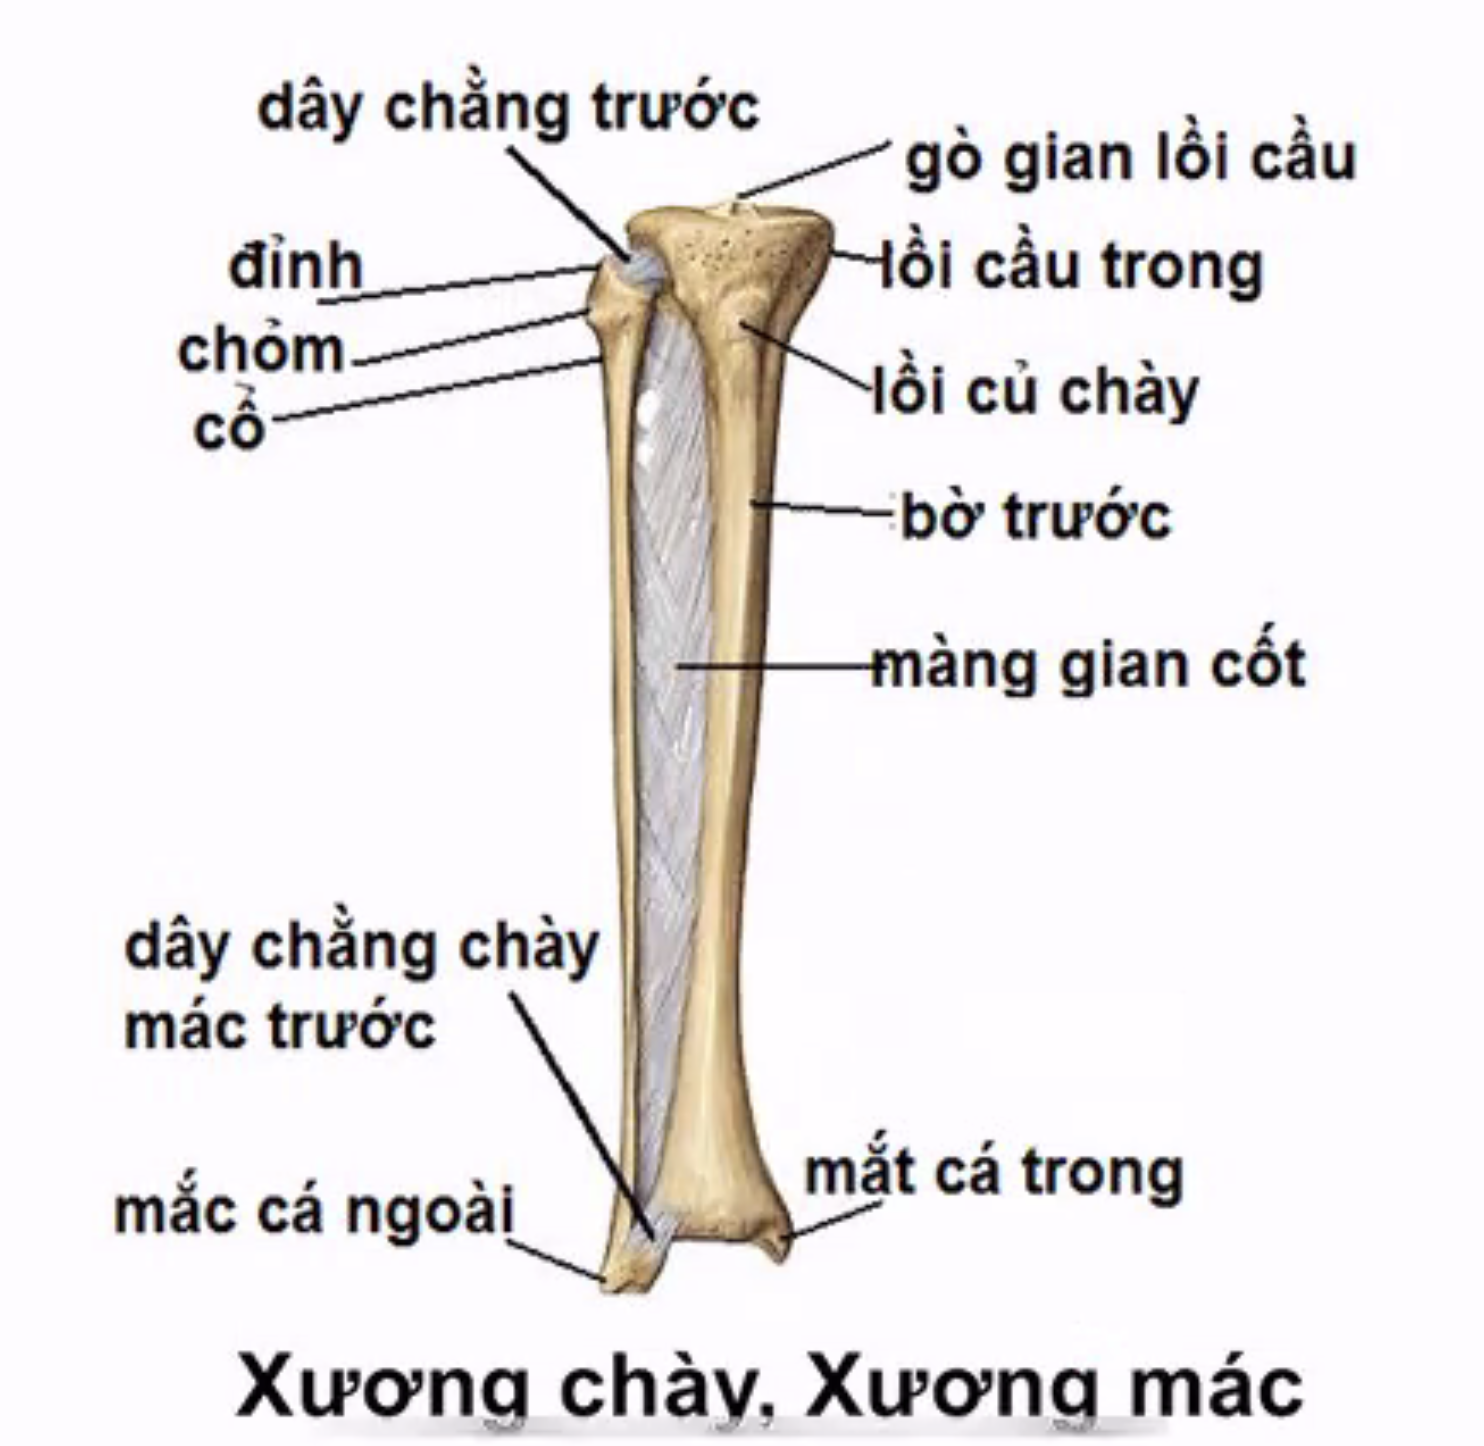 dây chằng trước
gò gian lồi cầu
đỉnh
lồi cầu trong
chỏm
lồi củ chày
cổ
bờ trước
màng gian cốt
dây chằng chày
mác trước
mắt cá trong
mắc cá ngoài
Xương chày, Xương mác